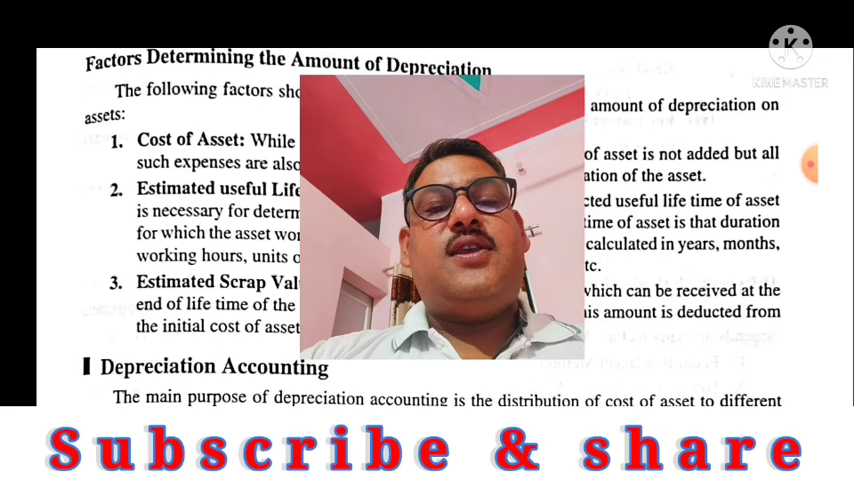 KINEMASTER
Factors Determining the Amount of Depreciation
The following factors sho amount of depreciation on
assets:
1. Cost of Asset: While of asset is not added but all
such expenses are also ation of the asset.
2. Estimated useful Life cted useful life time of asset
is necessary for determ time of asset is that duration
for which the asset wor calculated in years, months,
working hours, units o tc.
3. Estimated Scrap Val which can be received at the
end of life time of the his amount is deducted from
the initial cost of asset
Depreciation Accounting
The main purpose of depreciation accounting is the distribution of cost of asset to different
Subscribe & share